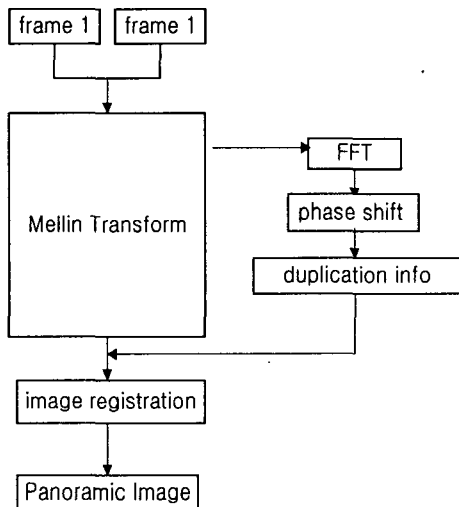 frame 1
frame 1
Mellin Transform
FFT
phase shift
duplication info
image registration
Panoramic Image